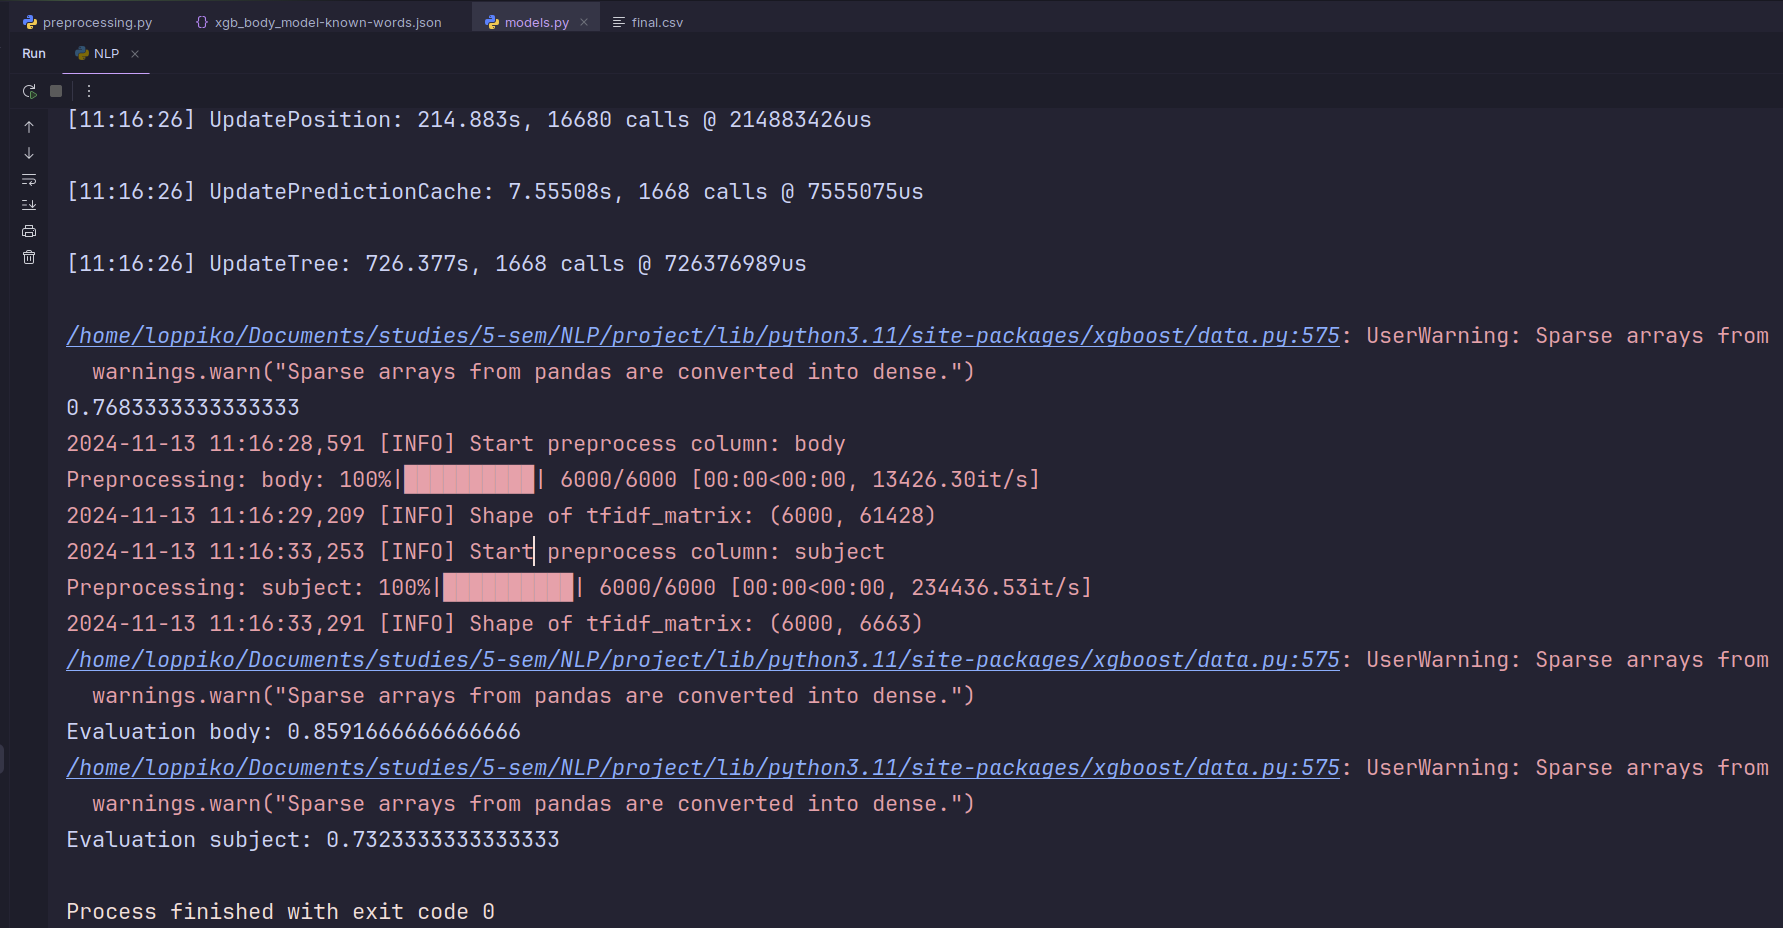 preprocessing.py xgb_body_model-known-words.json models.py final.csv
Run NLP
[11:16:26] UpdatePosition: 214.883s, 16680 calls @ 214883426us
[11:16:26] UpdatePredictionCache: 7.55508s, 1668 calls @ 7555075us
[11:16:26] UpdateTree: 726.377s, 1668 calls @ 726376989us
/home/loppiko/Documents/studies/5-sem/NLP/project/lib/python3.11/site-packages/xgboost/data.py:575: UserWarning: Sparse arrays from
warnings.warn("Sparse arrays from pandas are converted into dense.")
0.7683333333333333
2024-11-13 11:16:28,591 [INFO] Start preprocess column: body
Preprocessing: body: 100%|██████████| 6000/6000 [00:00<00:00, 13426.30it/s]
2024-11-13 11:16:29,209 [INFO] Shape of tfidf_matrix: (6000, 61428)
2024-11-13 11:16:33,253 [INFO] Start preprocess column: subject
Preprocessing: subject: 100%|██████████| 6000/6000 [00:00<00:00, 234436.53it/s]
2024-11-13 11:16:33,291 [INFO] Shape of tfidf_matrix: (6000, 6663)
/home/loppiko/Documents/studies/5-sem/NLP/project/lib/python3.11/site-packages/xgboost/data.py:575: UserWarning: Sparse arrays from
warnings.warn("Sparse arrays from pandas are converted into dense.")
Evaluation body: 0.8591666666666666
/home/loppiko/Documents/studies/5-sem/NLP/project/lib/python3.11/site-packages/xgboost/data.py:575: UserWarning: Sparse arrays from
warnings.warn("Sparse arrays from pandas are converted into dense.")
Evaluation subject: 0.7323333333333333
Process finished with exit code 0